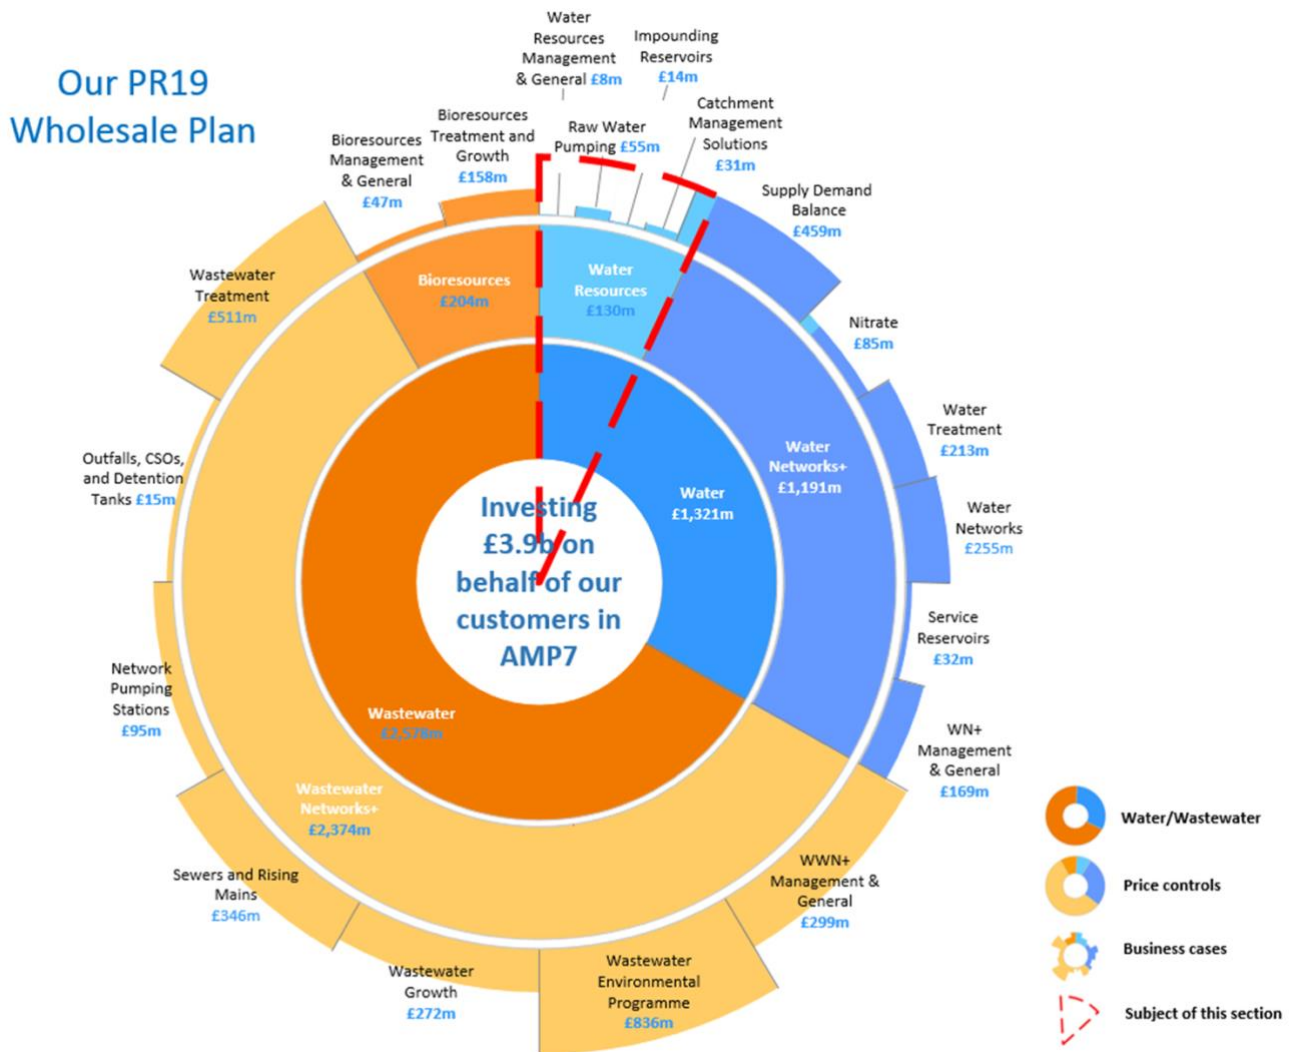 Our PR19
Wholesale Plan
Water
Resources
Management
& General £8m
Impounding
Reservoirs
£14m
Raw Water
Pumping £55m
Catchment
Management
Solutions
£31m
Supply Demand
Balance
£459m
Nitrate
£85m
Water
Treatment
£213m
Water
Networks
£255m
Service
Reservoirs
£32m
WN+
Management
& General
£169m
WWN+
Management &
General
£299m
Wastewater
Environmental
Programme
£836m
Wastewater
Growth
£272m
Sewers and Rising
Mains
£346m
Network
Pumping
Stations
£95m
Outfalls, CSOs,
and Detention
Tanks £15m
Wastewater
Treatment
£511m
Bioresources
Management
& General
£47m
Bioresources
Treatment and
Growth
£158m
Bioresources
£204m
Water
Resources
£130m
Water
Networks+
£1,191m
Water
£1,321m
Wastewater
£2,578m
Wastewater
Networks+
£2,374m
Investing
£3.9b on
behalf of our
customers in
AMP7
Water/Wastewater
Price controls
Business cases
Subject of this section